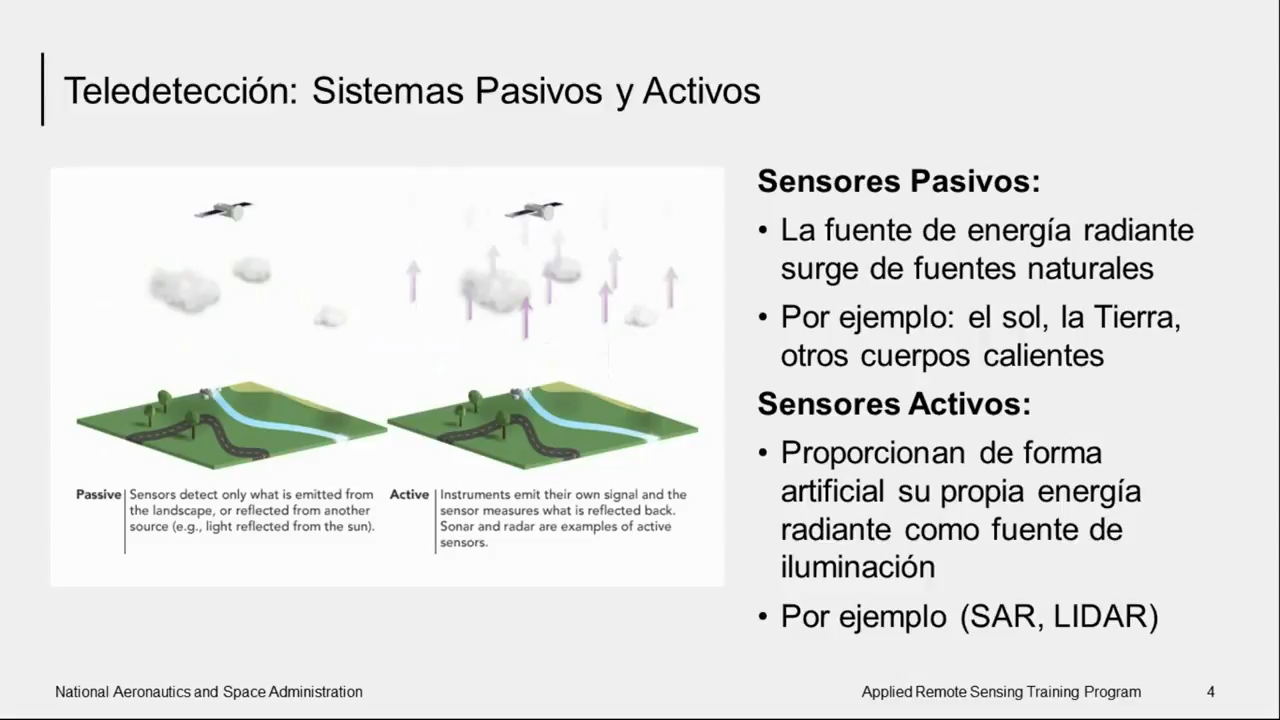 Teledetección: Sistemas Pasivos y Activos
Passive
Sensors detect only what is emitted from
the landscape, or reflected from another
source (e.g., light reflected from the sun).
Active
Instruments emit their own signal and the
sensor measures what is reflected back.
Sonar and radar are examples of active
sensors.
Sensores Pasivos:
• La fuente de energía radiante
surge de fuentes naturales
• Por ejemplo: el sol, la Tierra,
otros cuerpos calientes
Sensores Activos:
• Proporcionan de forma
artificial su propia energía
radiante como fuente de
iluminación
• Por ejemplo (SAR, LIDAR)
National Aeronautics and Space Administration
Applied Remote Sensing Training Program
4